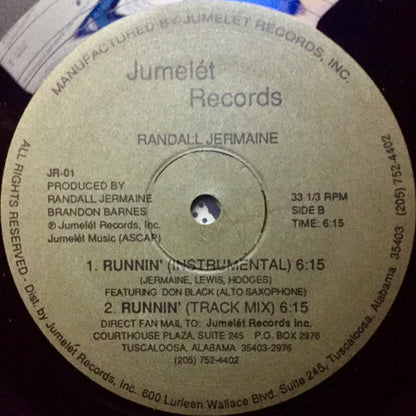 MANUFACTURED BY JUMELÉT RECORDS, INC.
Jumelét
Records
RANDALL JERMAINE
JR-01
PRODUCED BY
RANDALL JERMAINE
BRANDON BARNES
℗ Jumelét Records, Inc.
Jumelét Music (ASCAP)
33 1/3 RPM
SIDE B
TIME: 6:15
1. RUNNIN' (INSTRUMENTAL) 6:15
(JERMAINE, LEWIS, HODGES)
FEATURING DON BLACK (ALTO SAXOPHONE)
2. RUNNIN' (TRACK MIX) 6:15
DIRECT FAN MAIL TO: Jumelét Records Inc.
COURTHOUSE PLAZA, SUITE 245 P.O. BOX 2976
TUSCALOOSA, ALABAMA 35403-2976
(205) 752-4402
ALL RIGHTS RESERVED - Dist. by Jumelét Records, Inc. 600 Lurleen Wallace Blvd. Suite 245, Tuscaloosa, Alabama 35403 (205) 752-4402